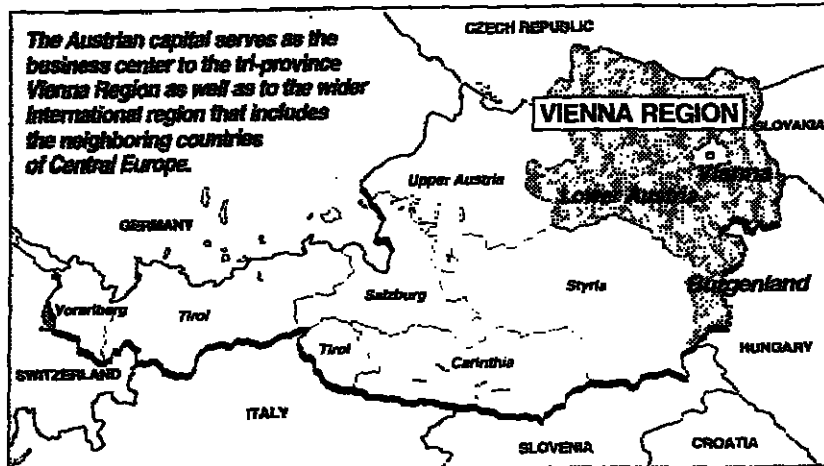 The Austrian capital serves as the
business center to the tri-province
Vienna Region as well as to the wider
International region that includes
the neighboring countries
of Central Europe.
CZECH REPUBLIC
VIENNA REGION
SLOVAKIA
Vienna
Upper Austria
Lower Austria
GERMANY
Burgenland
Vorarlberg
Tirol
Salzburg
Styria
Tirol
Carinthia
HUNGARY
SWITZERLAND
ITALY
SLOVENIA
CROATIA